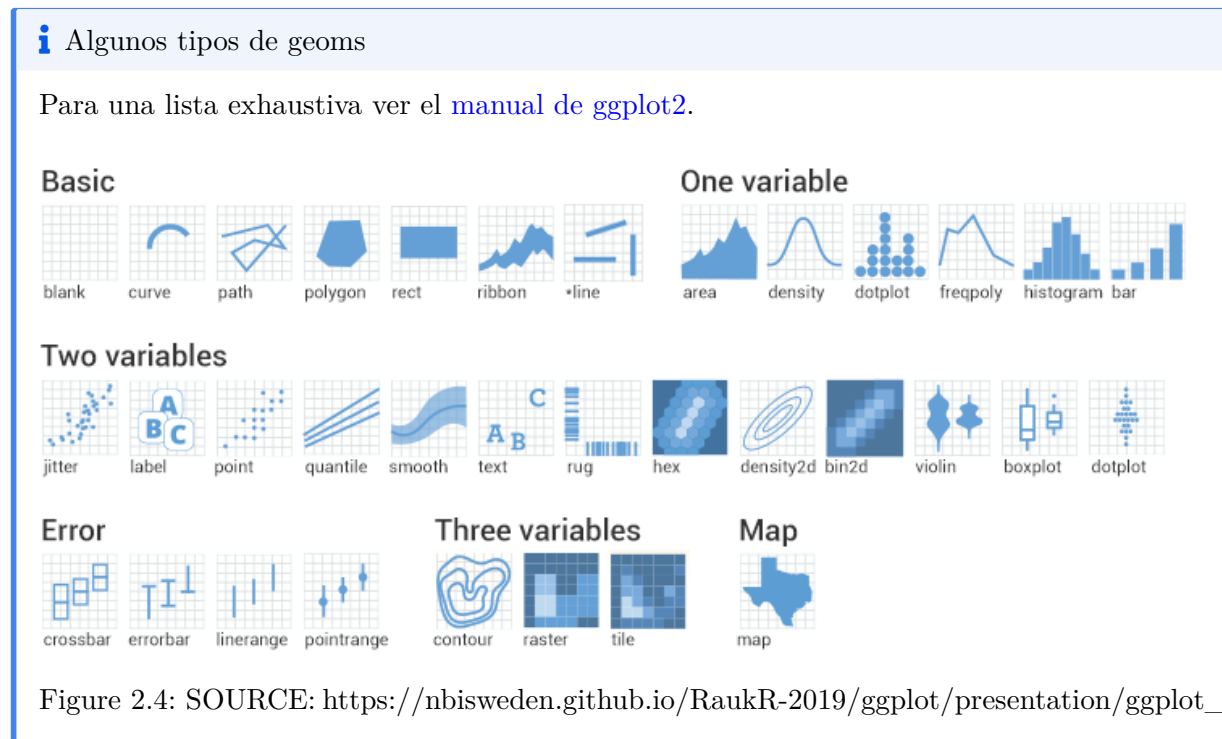 Algunos tipos de geoms
Para una lista exhaustiva ver el manual de ggplot2.
Basic
One variable
blank curve path polygon rect ribbon *line
area density dotplot freqpoly histogram bar
Two variables
A
B C
C
A B
jitter label point quantile smooth text rug hex density2d bin2d violin boxplot dotplot
Error
Three variables
Map
crossbar errorbar linerange pointrange
contour raster tile
map
Figure 2.4: SOURCE: https://nbisweden.github.io/RaukR-2019/ggplot/presentation/ggplot_